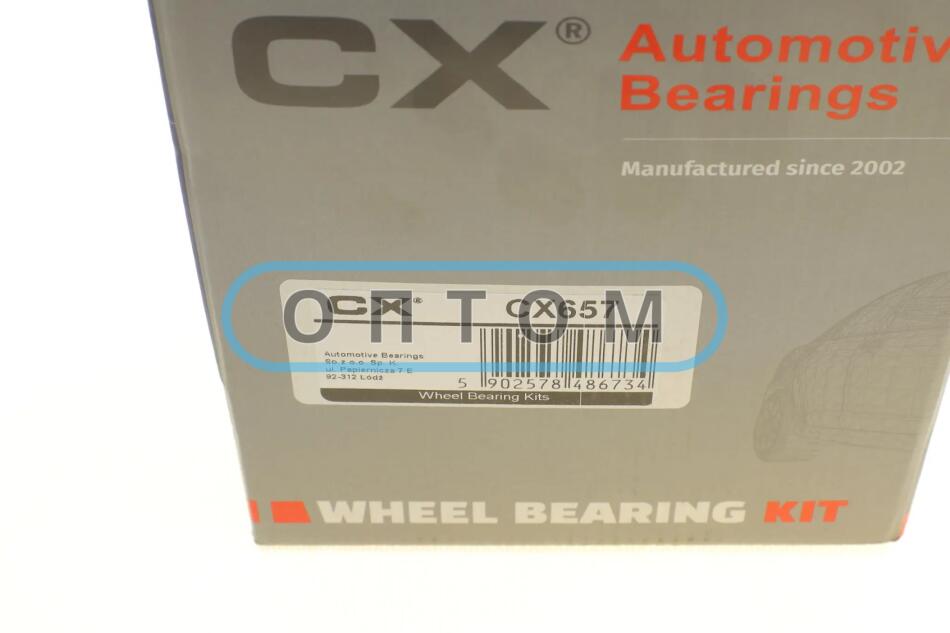 CX®
Automotiv
Bearings
Manufactured since 2002
ОПТОМ
CX® CX657
Automotive Bearings
Sp.z o.o. Sp. K.
ul. Papiernicza 7 E
92-312 Łódź
5 902578 486734
Wheel Bearing Kits
WHEEL BEARING KIT